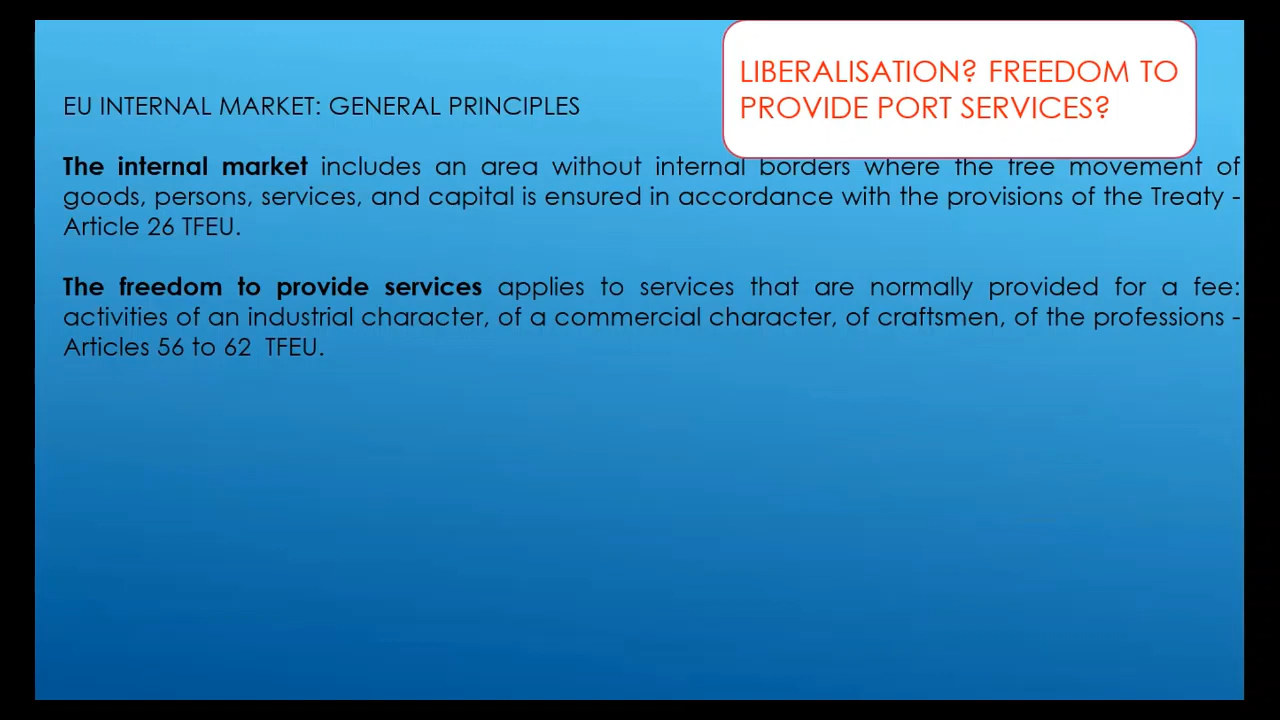 LIBERALISATION? FREEDOM TO
PROVIDE PORT SERVICES?
EU INTERNAL MARKET: GENERAL PRINCIPLES
The internal market includes an area without internal borders where the free movement of
goods, persons, services, and capital is ensured in accordance with the provisions of the Treaty -
Article 26 TFEU.
The freedom to provide services applies to services that are normally provided for a fee:
activities of an industrial character, of a commercial character, of craftsmen, of the professions -
Articles 56 to 62 TFEU.